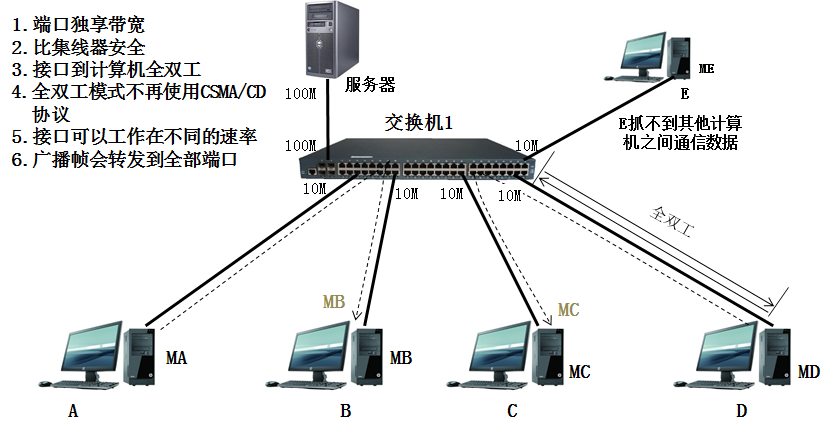 1. 端口独享带宽
2. 比集线器安全
3. 接口到计算机全双工
4. 全双工模式不再使用CSMA/CD
协议
5. 接口可以工作在不同的速率
6. 广播帧会转发到全部端口
服务器
100M
ME
E
E抓不到其他计算
机之间通信数据
交换机1
100M
10M
10M
10M
10M
10M
全双工
MB
MC
MA
MB
MC
MD
A
B
C
D